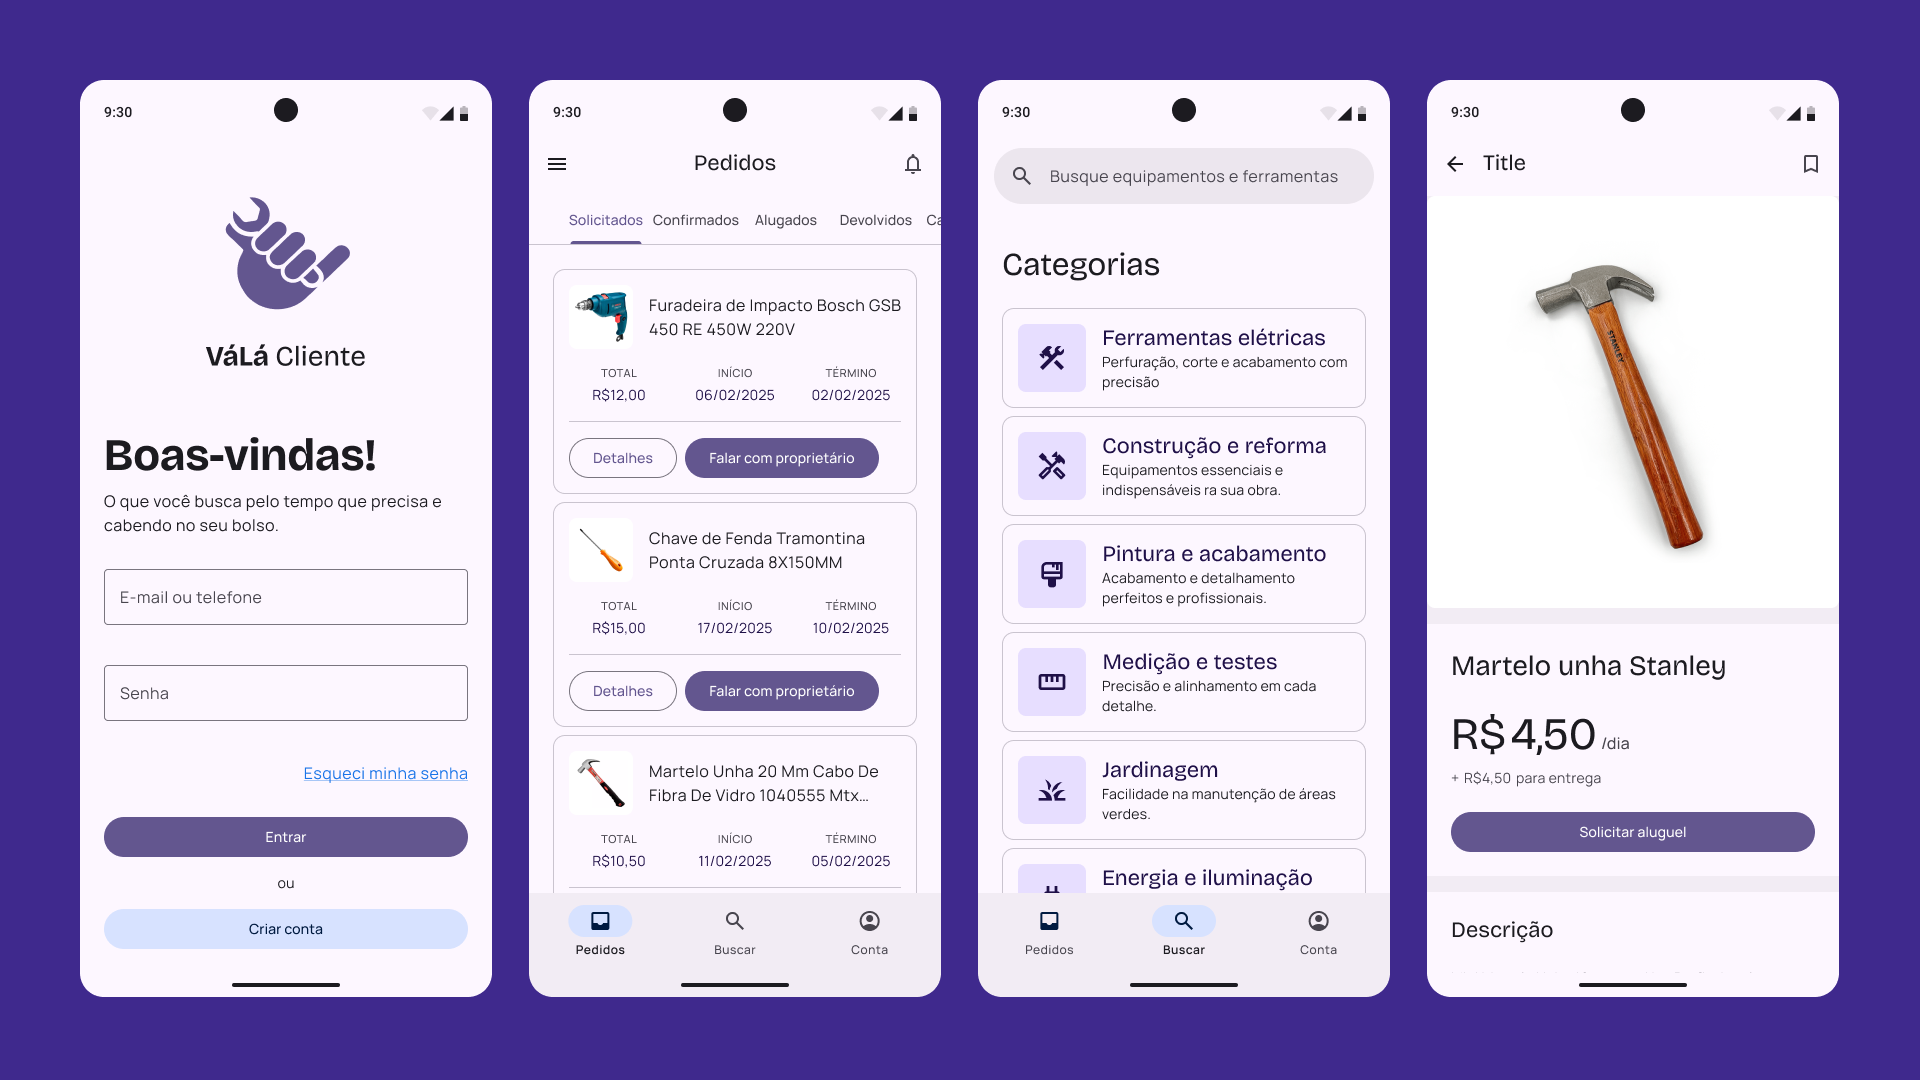 9:30
VáLá Cliente
Boas-vindas!
O que você busca pelo tempo que precisa e
cabendo no seu bolso.
E-mail ou telefone
Senha
Esqueci minha senha
Entrar
ou
Criar conta
9:30
Pedidos
Solicitados Confirmados Alugados Devolvidos Ca
Furadeira de Impacto Bosch GSB
450 RE 450W 220V
TOTAL INÍCIO TÉRMINO
R$12,00 06/02/2025 02/02/2025
Detalhes Falar com proprietário
Chave de Fenda Tramontina
Ponta Cruzada 8X150MM
TOTAL INÍCIO TÉRMINO
R$15,00 17/02/2025 10/02/2025
Detalhes Falar com proprietário
Martelo Unha 20 Mm Cabo De
Fibra De Vidro 1040555 Mtx...
TOTAL INÍCIO TÉRMINO
R$10,50 11/02/2025 05/02/2025
Pedidos Buscar Conta
9:30
Busque equipamentos e ferramentas
Categorias
Ferramentas elétricas
Perfuração, corte e acabamento com
precisão
Construção e reforma
Equipamentos essenciais e
indispensáveis ra sua obra.
Pintura e acabamento
Acabamento e detalhamento
perfeitos e profissionais.
Medição e testes
Precisão e alinhamento em cada
detalhe.
Jardinagem
Facilidade na manutenção de áreas
verdes.
Energia e iluminação
Pedidos Buscar Conta
9:30
Title
STANLEY
Martelo unha Stanley
R$ 4,50 /dia
+ R$4,50 para entrega
Solicitar aluguel
Descrição